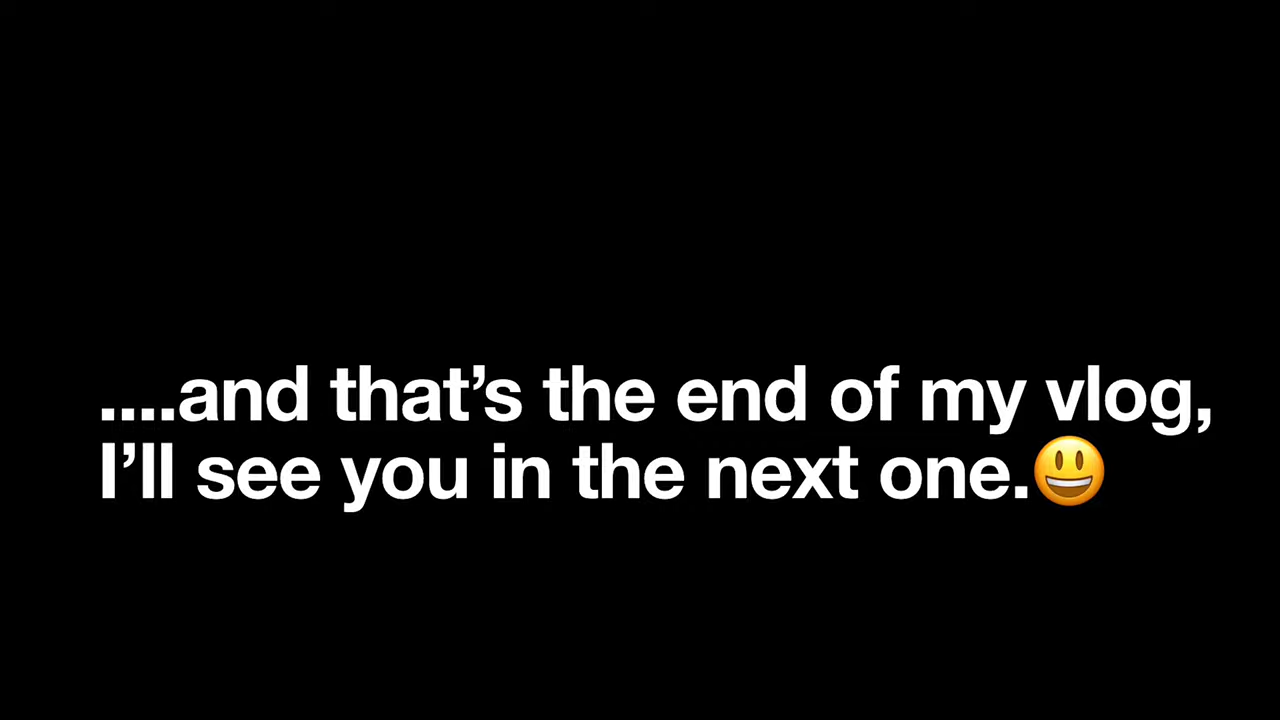 ....and that’s the end of my vlog,
I’ll see you in the next one.😃